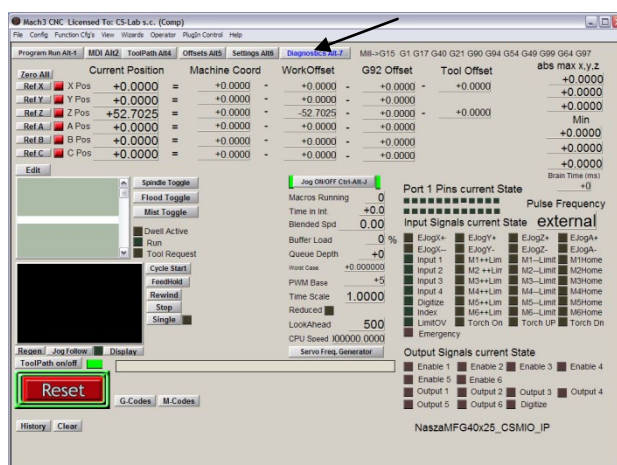 Mach3 CNC Licensed To: CS-Lab s.c. (Comp)
File Config Function Cfg's View Wizards Operator PlugIn Control Help
Program Run Alt-1 MDI Alt2 ToolPath Alt4 Offsets Alt5 Settings Alt6 Diagnostics Alt-7 Mill->G15 G1 G17 G40 G21 G90 G94 G54 G49 G99 G64 G97
Zero All Current Position Machine Coord WorkOffset G92 Offset Tool Offset abs max x,y,z
Ref X X Pos +0.0000 = +0.0000 - +0.0000 - +0.0000 - +0.0000 +0.0000
Ref Y Y Pos +0.0000 = +0.0000 - +0.0000 - +0.0000 +0.0000
Ref Z Z Pos +52.7025 = +0.0000 - -52.7025 - +0.0000 - +0.0000 +0.0000
Min
Ref A A Pos +0.0000 = +0.0000 - +0.0000 - +0.0000 +0.0000
Ref B B Pos +0.0000 = +0.0000 - +0.0000 - +0.0000 +0.0000
Ref C C Pos +0.0000 = +0.0000 - +0.0000 - +0.0000 +0.0000
Brain Time (ms)
+0
Edit
Spindle Toggle
Flood Toggle
Mist Toggle
Dwell Active
Run
Tool Request
Cycle Start
FeedHold
Rewind
Stop
Single
Regen Jog Follow Display
ToolPath on/off
Reset
G-Codes M-Codes
History Clear
Jog ON/OFF Ctrl-Alt-J
Macros Running 0
Time in Int +0.0
Blended Spd 0.00
Buffer Load 0 %
Queue Depth +0
Worst Case +0.000000
PWM Base +5
Time Scale 1.0000
Reduced
LookAhead 500
CPU Speed
Servo Freq. Generator
Port 1 Pins current State
Pulse Frequency
Input Signals current State external
EJogX+ EJogY+ EJogZ+ EJogA+
EJogX-- EJogY- EJogZ- EJogA-
Input 1 M1++Lim M1--Limit M1Home
Input 2 M2 ++Lim M2--Limit M2Home
Input 3 M3++Lim M3--Limit M3Home
Input 4 M4++Lim M4--Limit M4Home
Digitize M5++Lim M5--Limit M5Home
Index M6++Lim M6--Limit M6Home
LimitOV Torch On Torch UP Torch Dn
Emergency
Output Signals current State
Enable 1 Enable 2 Enable 3 Enable 4
Enable 5 Enable 6
Output 1 Output 2 Output 3 Output 4
Output 5 Output 6 Digitize
NaszaMFG40x25_CSMIO_IP